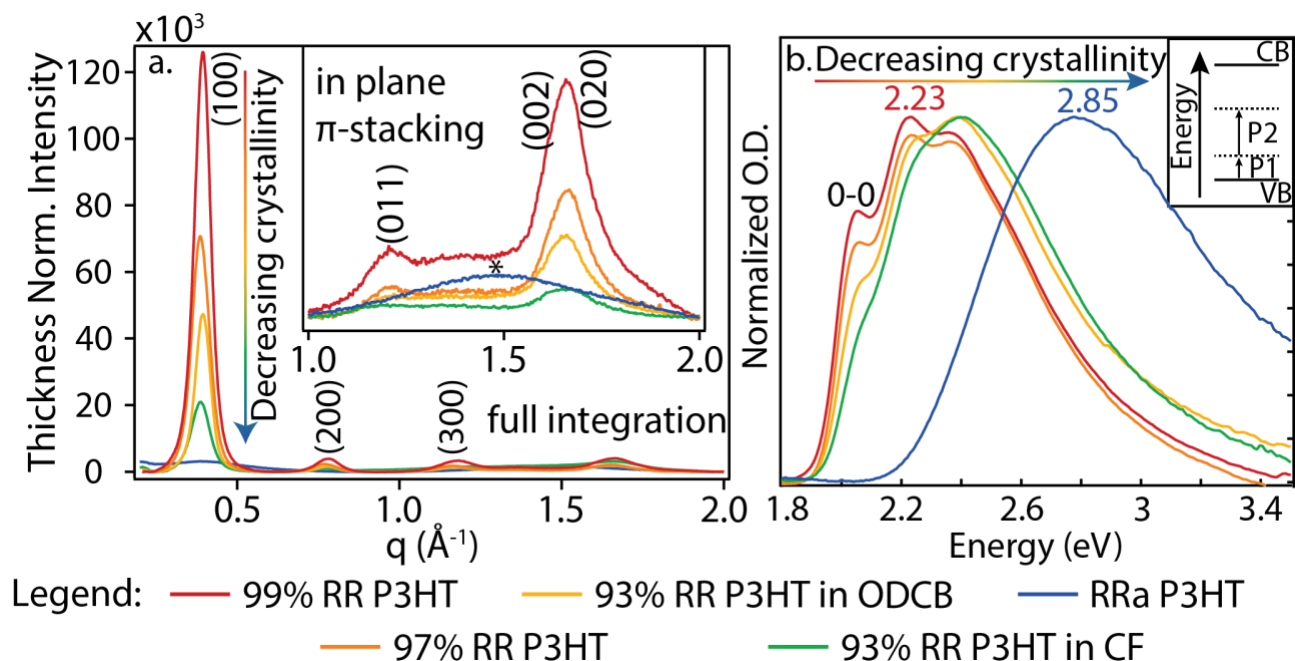 x10³
a.
120
100
80
60
40
20
0
Thickness Norm. Intensity
(100)
Decreasing crystallinity
in plane
π-stacking
(011)
(002)
(020)
*
1.0 1.5 2.0
(200)
(300)
full integration
0.5 1.0 1.5 2.0
q (Å⁻¹)
b. Decreasing crystallinity
2.23
2.85
0-0
Normalized O.D.
Energy
CB
P2
P1
VB
1.8 2.2 2.6 3 3.4
Energy (eV)
Legend: 99% RR P3HT 93% RR P3HT in ODCB RRa P3HT
97% RR P3HT 93% RR P3HT in CF